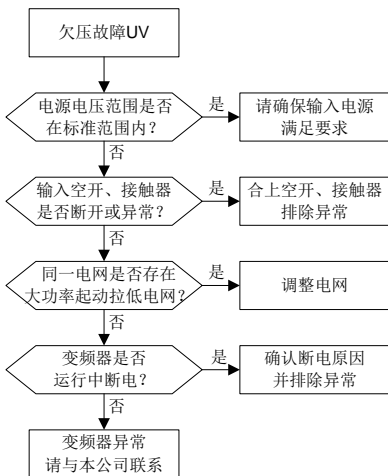 欠压故障UV
电源电压范围是否
在标准范围内？
是
请确保输入电源
满足要求
否
输入空开、接触器
是否断开或异常？
是
合上空开、接触器
排除异常
否
同一电网是否存在
大功率起动拉低电网？
是
调整电网
否
变频器是否
运行中断电？
是
确认断电原因
并排除异常
否
变频器异常
请与本公司联系